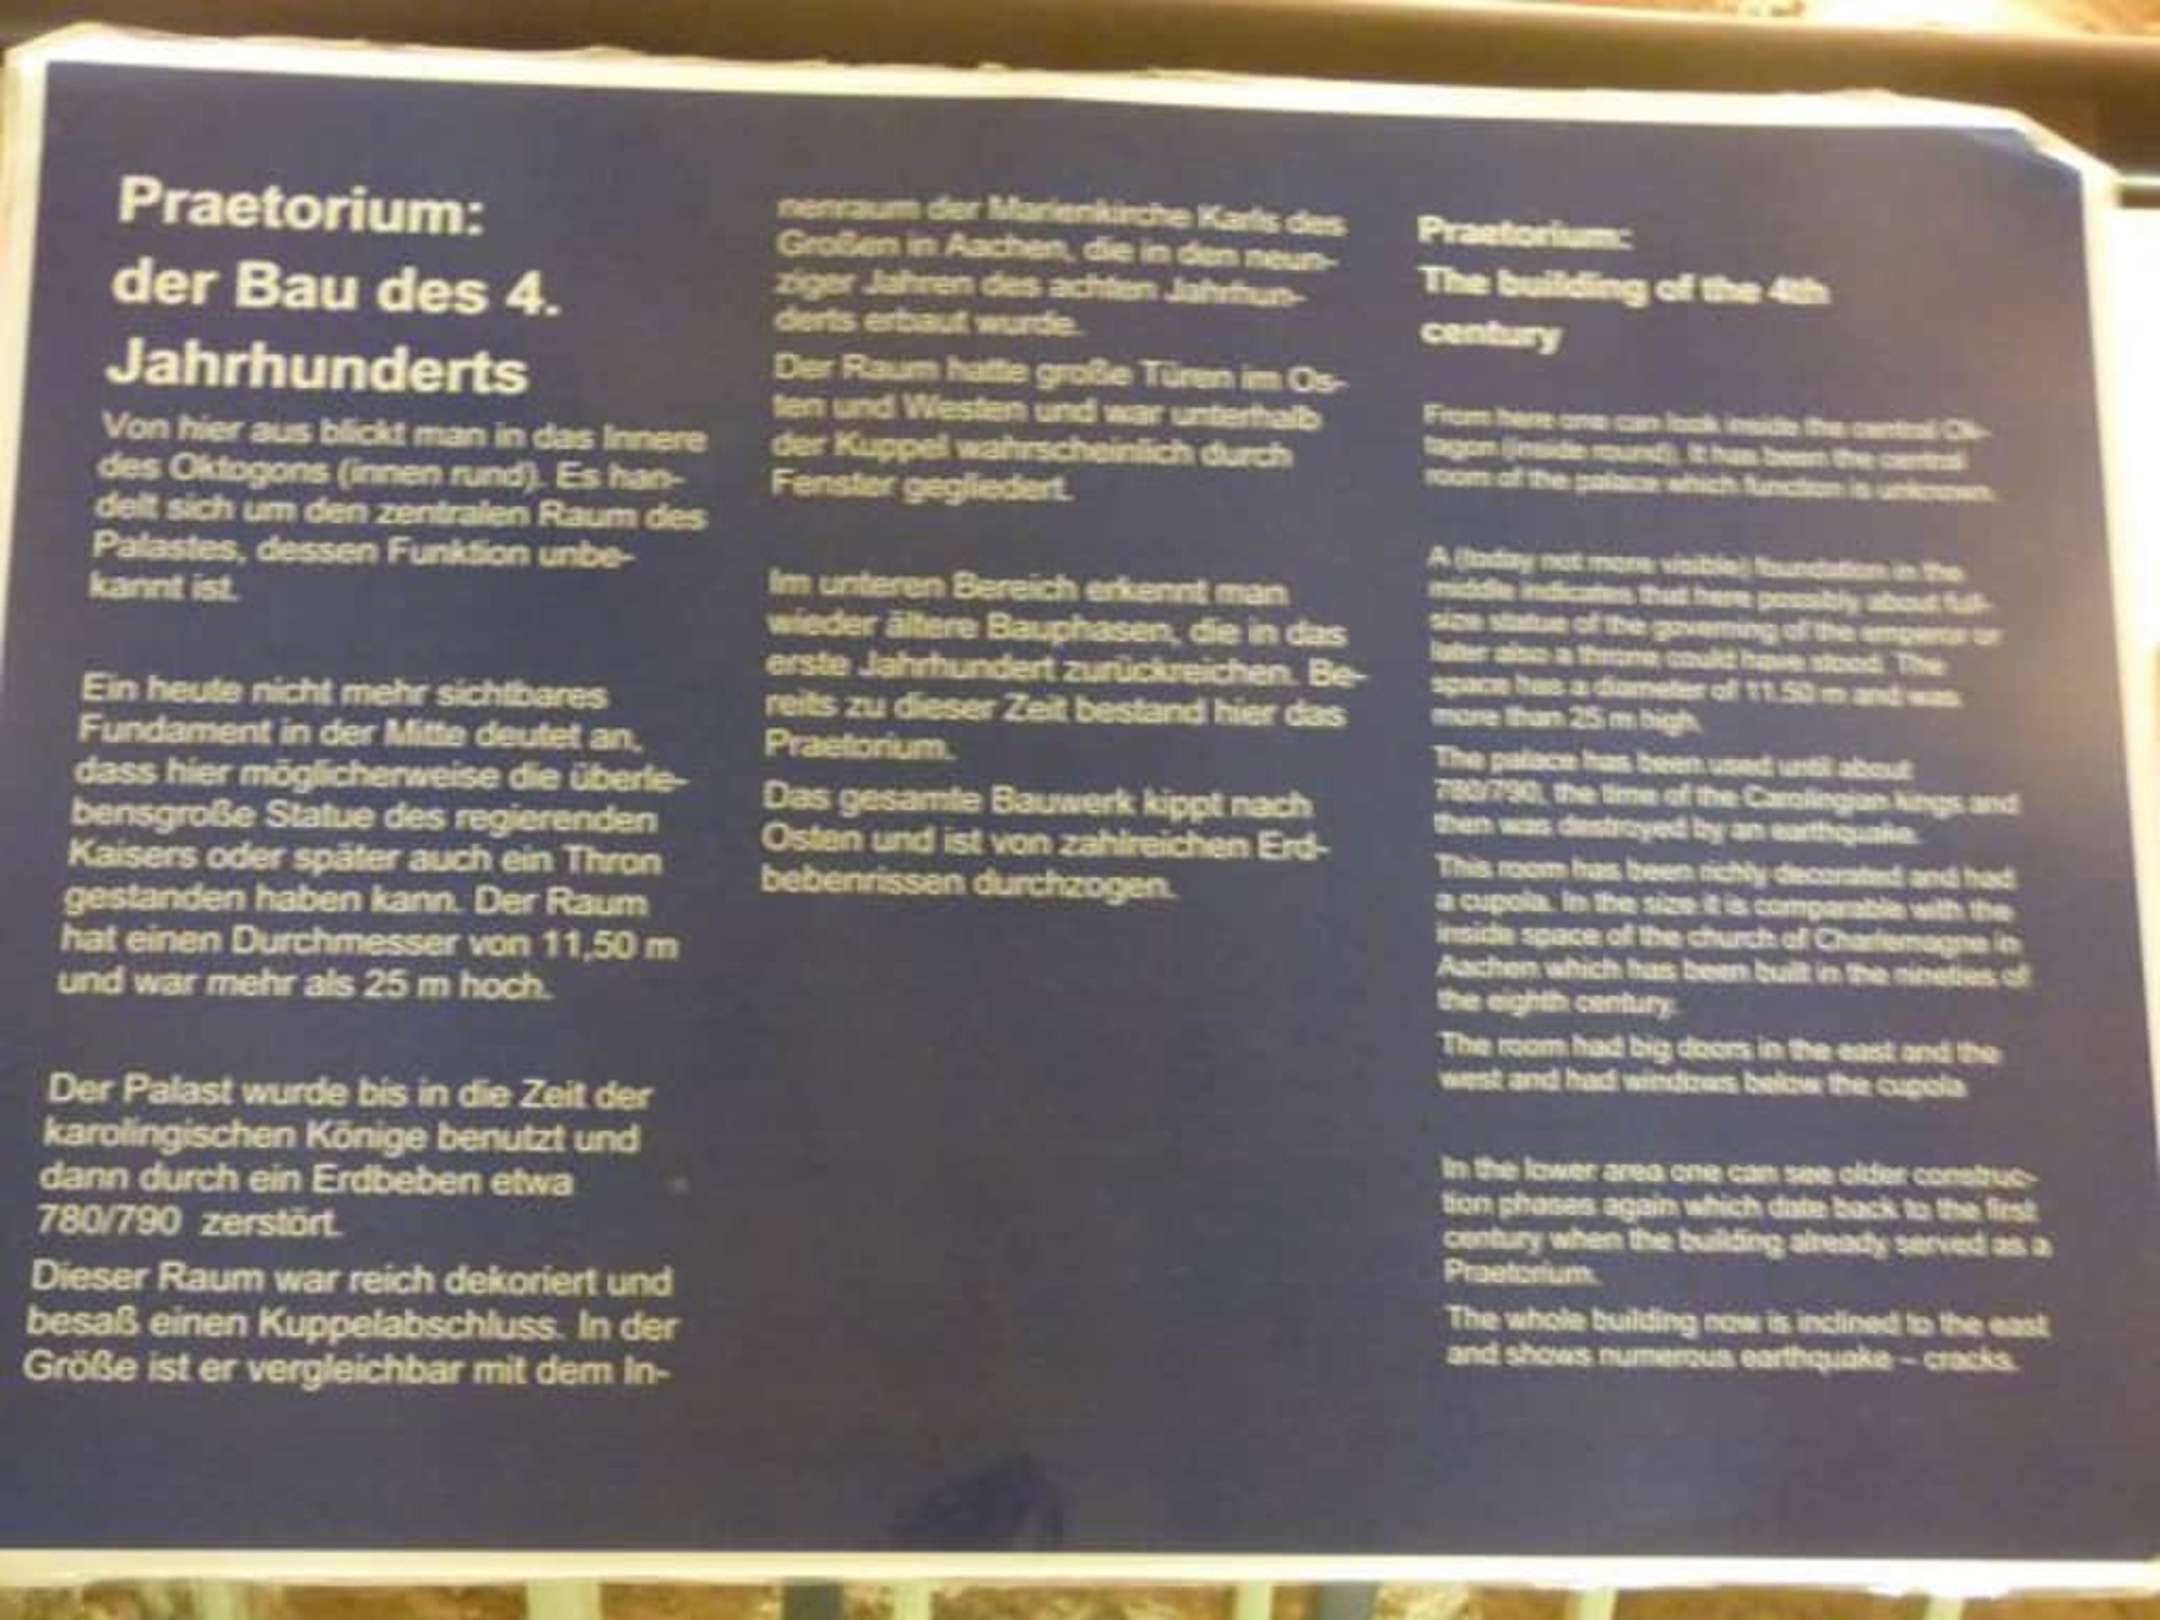 Praetorium:
der Bau des 4.
Jahrhunderts
Von hier aus blickt man in das Innere
des Oktogons (innen rund). Es han-
delt sich um den zentralen Raum des
Palastes, dessen Funktion unbe-
kannt ist.
Ein heute nicht mehr sichtbares
Fundament in der Mitte deutet an,
dass hier möglicherweise die überle-
bensgroße Statue des regierenden
Kaisers oder später auch ein Thron
gestanden haben kann. Der Raum
hat einen Durchmesser von 11,50 m
und war mehr als 25 m hoch.
Der Palast wurde bis in die Zeit der
karolingischen Könige benutzt und
dann durch ein Erdbeben etwa
780/790 zerstört.
Dieser Raum war reich dekoriert und
besaß einen Kuppelabschluss. In der
Größe ist er vergleichbar mit dem In-
nenraum der Marienkirche Karls des
Großen in Aachen, die in den neun-
ziger Jahren des achten Jahrhun-
derts erbaut wurde.
Der Raum hatte große Türen im Os-
ten und Westen und war unterhalb
der Kuppel wahrscheinlich durch
Fenster gegliedert.
Im unteren Bereich erkennt man
wieder ältere Bauphasen, die in das
erste Jahrhundert zurückreichen. Be-
reits zu dieser Zeit bestand hier das
Praetorium.
Das gesamte Bauwerk kippt nach
Osten und ist von zahlreichen Erd-
bebenrissen durchzogen.
Praetorium:
The building of the 4th
century
From here one can look inside the central Ok-
togon (inside round). It has been the central
room of the palace which function is unknown.
A (today not more visible) foundation in the
middle indicates that here possibly about full-
size statue of the governing of the emperor or
later also a throne could have stood. The
space has a diameter of 11.50 m and was
more than 25 m high.
The palace has been used until about
780/790, the time of the Carolingian kings and
then was destroyed by an earthquake.
This room has been richly decorated and had
a cupola. In the size it is comparable with the
inside space of the church of Charlemagne in
Aachen which has been built in the nineties of
the eighth century.
The room had big doors in the east and the
west and had windows below the cupola
In the lower area one can see older construc-
tion phases again which date back to the first
century when the building already served as a
Praetorium.
The whole building now is inclined to the east
and shows numerous earthquake – cracks.